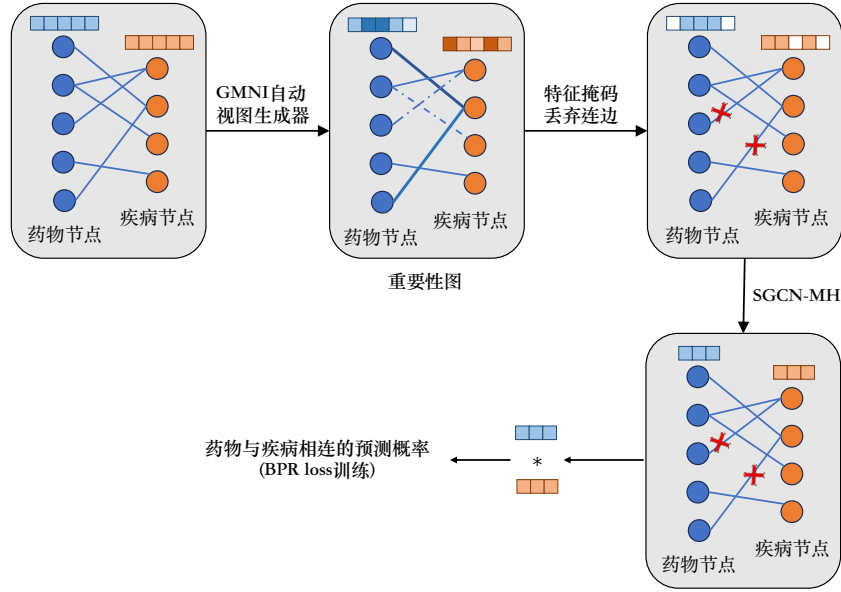 GMNI自动
视图生成器
特征掩码
丢弃连边
药物节点
疾病节点
药物节点
疾病节点
药物节点
疾病节点
重要性图
SGCN-MH
药物与疾病相连的预测概率
(BPR loss训练)
*
药物节点
疾病节点